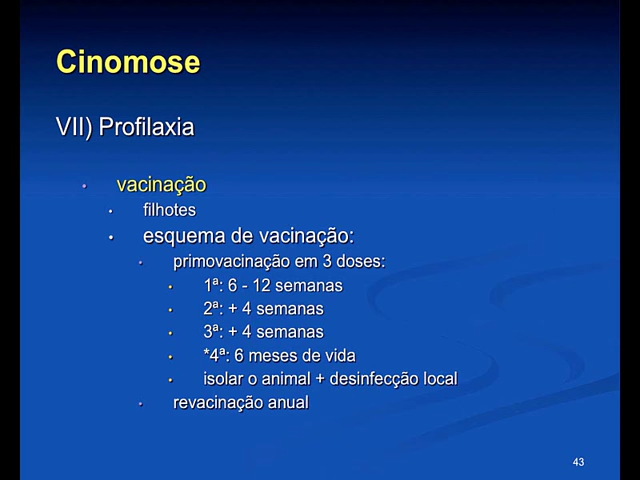 Cinomose
VII) Profilaxia
• vacinação
• filhotes
• esquema de vacinação:
• primovacinação em 3 doses:
• 1ª: 6 - 12 semanas
• 2ª: + 4 semanas
• 3ª: + 4 semanas
• *4ª: 6 meses de vida
• isolar o animal + desinfecção local
• revacinação anual
43